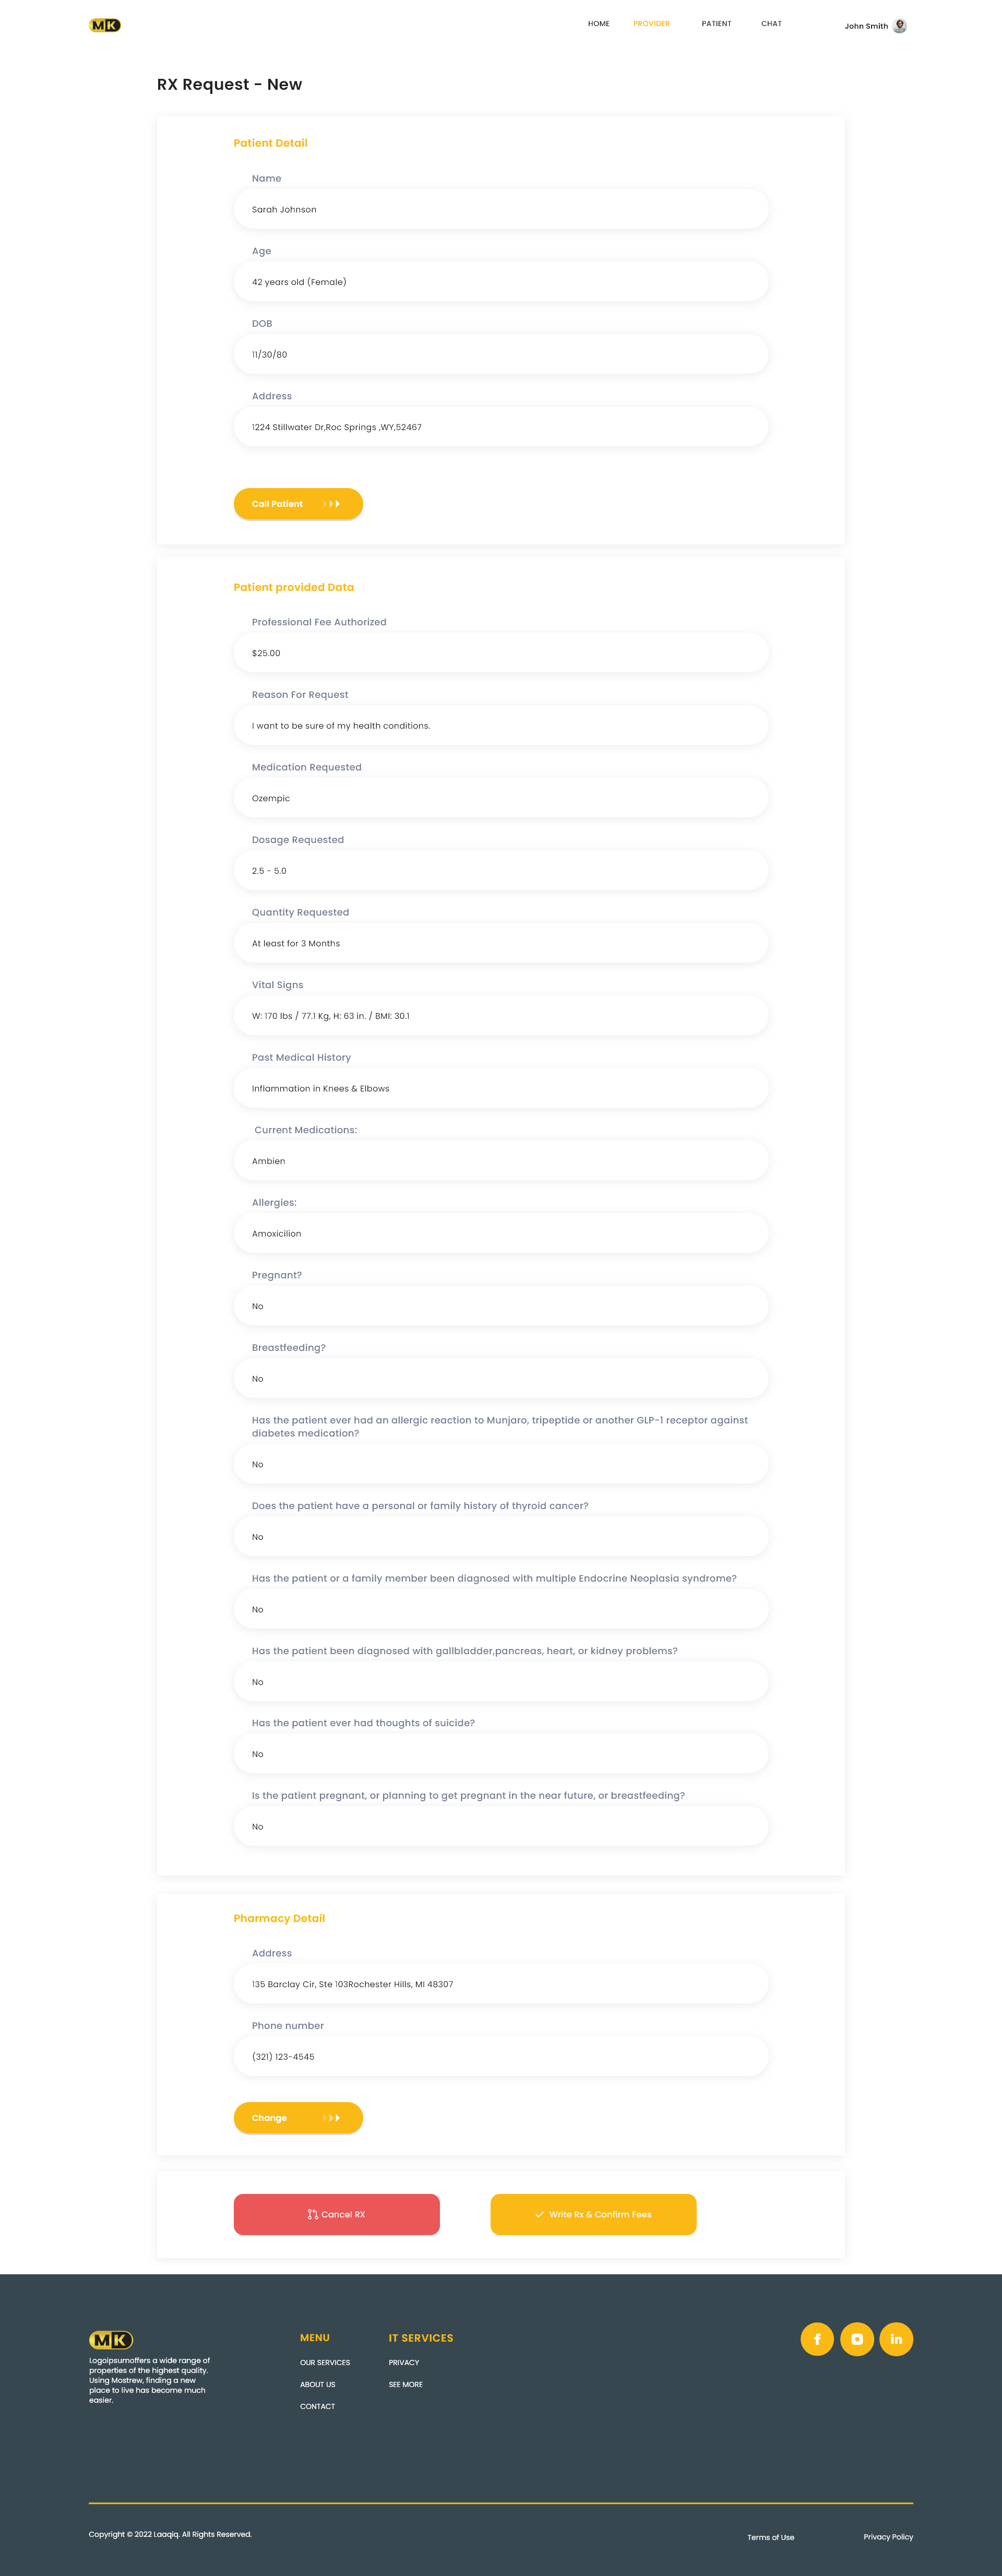 MK
HOME PROVIDER PATIENT CHAT John Smith
RX Request - New
Patient Detail
Name
Sarah Johnson
Age
42 years old (Female)
DOB
11/30/80
Address
1224 Stillwater Dr,Roc Springs ,WY,52467
Call Patient
Patient provided Data
Professional Fee Authorized
$25.00
Reason For Request
I want to be sure of my health conditions.
Medication Requested
Ozempic
Dosage Requested
2.5 - 5.0
Quantity Requested
At least for 3 Months
Vital Signs
W: 170 lbs / 77.1 Kg, H: 63 in. / BMI: 30.1
Past Medical History
Inflammation in Knees & Elbows
Current Medications:
Ambien
Allergies:
Amoxicilion
Pregnant?
No
Breastfeeding?
No
Has the patient ever had an allergic reaction to Munjaro, tripeptide or another GLP-1 receptor against
diabetes medication?
No
Does the patient have a personal or family history of thyroid cancer?
No
Has the patient or a family member been diagnosed with multiple Endocrine Neoplasia syndrome?
No
Has the patient been diagnosed with gallbladder,pancreas, heart, or kidney problems?
No
Has the patient ever had thoughts of suicide?
No
Is the patient pregnant, or planning to get pregnant in the near future, or breastfeeding?
No
Pharmacy Detail
Address
135 Barclay Cir, Ste 103Rochester Hills, MI 48307
Phone number
(321) 123-4545
Change
Cancel RX
Write Rx & Confirm Fees
MK
Logoipsumoffers a wide range of
properties of the highest quality.
Using Mostrew, finding a new
place to live has become much
easier.
MENU
OUR SERVICES
ABOUT US
CONTACT
IT SERVICES
PRIVACY
SEE MORE
Copyright © 2022 Laaqiq. All Rights Reserved.
Terms of Use
Privacy Policy